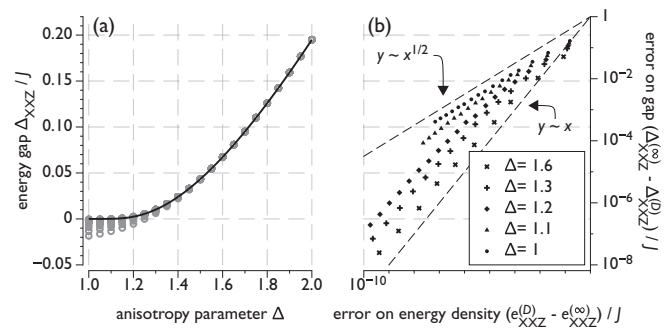 (a)
(b)
energy gap Δ_XXZ / J
0.20
0.15
0.10
0.05
0
−0.05
1.0 1.2 1.4 1.6 1.8 2.0
anisotropy parameter Δ
y ~ x^1/2
y ~ x
Δ= 1.6
Δ= 1.3
Δ= 1.2
Δ= 1.1
Δ= 1
1
10^−2
10^−4
10^−6
10^−8
10^−10
1
error on gap (Δ_XXZ^(∞) - Δ_XXZ^(D)) / J
error on energy density (e_XXZ^(D) - e_XXZ^(∞)) / J